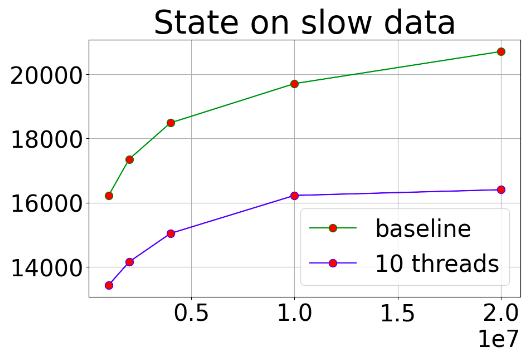 State on slow data
20000
18000
16000
14000
baseline
10 threads
0.5 1.0 1.5 2.0
1e7